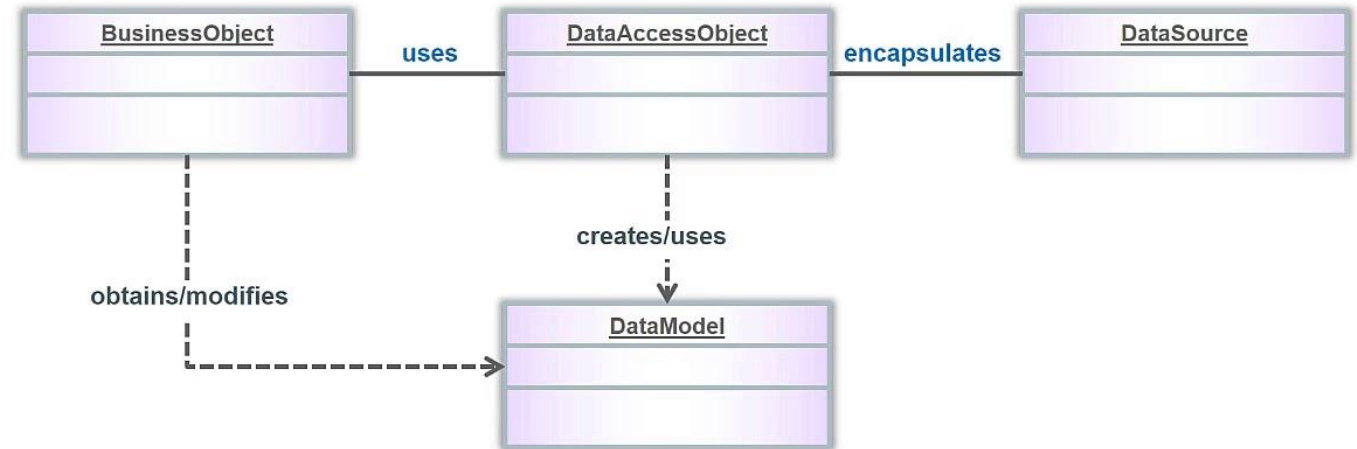 BusinessObject
uses
DataAccessObject
encapsulates
DataSource
creates/uses
obtains/modifies
DataModel